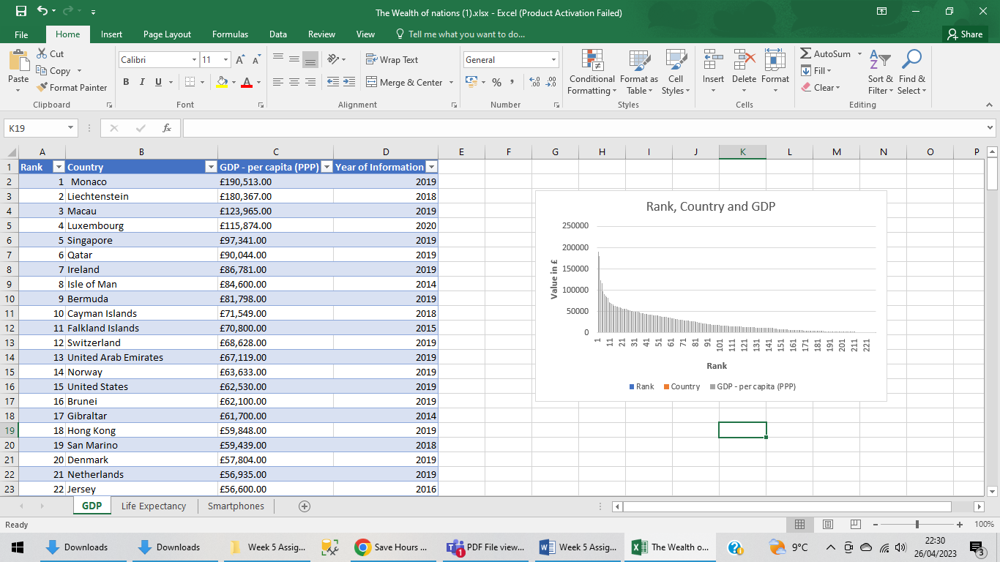 The Wealth of nations (1).xlsx - Excel (Product Activation Failed)
File Home Insert Page Layout Formulas Data Review View Tell me what you want to do... Share
Paste Cut Copy Format Painter Clipboard
Calibri 11 A A B I U A Font
Wrap Text Merge & Center Alignment
General % , Number
Conditional Formatting Format as Table Cell Styles Styles
Insert Delete Format Cells
AutoSum Fill Clear Sort & Filter Find & Select Editing
K19 fx
A B C D E F G H I J K L M N O P
1 Rank Country GDP - per capita (PPP) Year of Information
2 1 Monaco £190,513.00 2019
3 2 Liechtenstein £180,367.00 2018
4 3 Macau £123,965.00 2019
5 4 Luxembourg £115,874.00 2020
6 5 Singapore £97,341.00 2019
7 6 Qatar £90,044.00 2019
8 7 Ireland £86,781.00 2019
9 8 Isle of Man £84,600.00 2014
10 9 Bermuda £81,798.00 2019
11 10 Cayman Islands £71,549.00 2018
12 11 Falkland Islands £70,800.00 2015
13 12 Switzerland £68,628.00 2019
14 13 United Arab Emirates £67,119.00 2019
15 14 Norway £63,633.00 2019
16 15 United States £62,530.00 2019
17 16 Brunei £62,100.00 2019
18 17 Gibraltar £61,700.00 2014
19 18 Hong Kong £59,848.00 2019
20 19 San Marino £59,439.00 2018
21 20 Denmark £57,804.00 2019
22 21 Netherlands £56,935.00 2019
23 22 Jersey £56,600.00 2016
Rank, Country and GDP
Value in £
250000
200000
150000
100000
50000
0
1 11 21 31 41 51 61 71 81 91 101 111 121 131 141 151 161 171 181 191 201 211 221
Rank
Rank Country GDP - per capita (PPP)
GDP Life Expectancy Smartphones
Ready 100%
Downloads Downloads Week 5 Assig... Save Hours ... 1 PDF File view... Week 5 Assig... The Wealth o... 9°C 22:30
26/04/2023 3